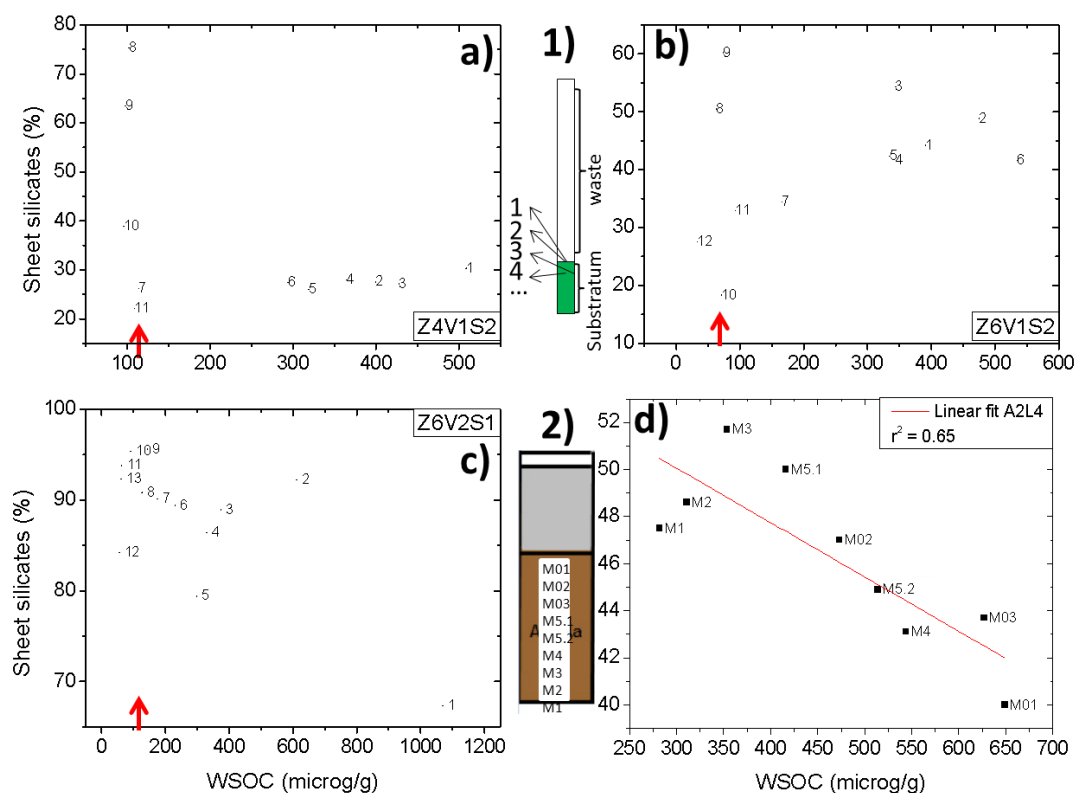 a)
Sheet silicates (%)
80
70
60
50
40
30
20
8
9
10
7
11
6
5
4
2
3
1
Z4V1S2
100
200
300
400
500
1)
waste
Substratum
1
2
3
4
...
b)
60
50
40
30
20
10
9
8
3
2
1
5
4
6
7
11
12
8
Z6V1S2
0
100
200
300
400
500
600
Z6V2S1
c)
Sheet silicates (%)
100
90
80
70
109
11
13
8
7
6
3
2
4
12
5
1
0
200
400
600
800
1000
1200
WSOC (microg/g)
2)
M01
M02
M03
M5.1
M5.2
M4
M3
M2
M1
d)
Linear fit A2L4
r² = 0.65
52
50
48
46
44
42
40
M3
M5.1
M2
M1
M02
M5.2
M4
M03
M01
250
300
350
400
450
500
550
600
650
700
WSOC (microg/g)